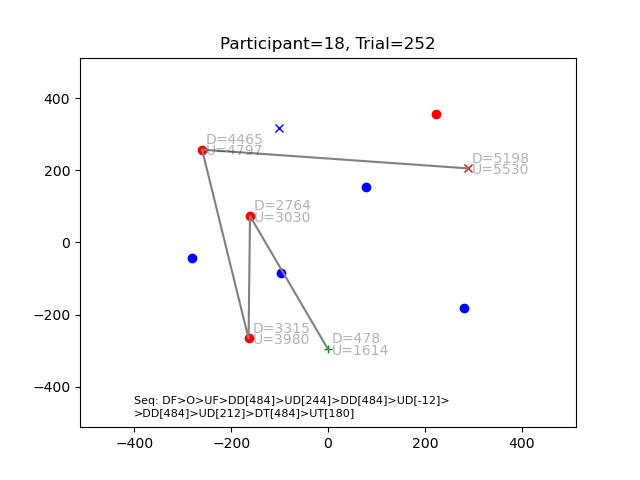 Participant=18, Trial=252
400
200
0
−200
−400
−400
−200
0
200
400
D=4465
U=4797
D=5198
U=5530
D=2764
U=3030
D=3315
U=3980
D=478
U=1614
Seq: DF>O>UF>DD[484]>UD[244]>DD[484]>UD[-12]>
>DD[484]>UD[212]>DT[484]>UT[180]